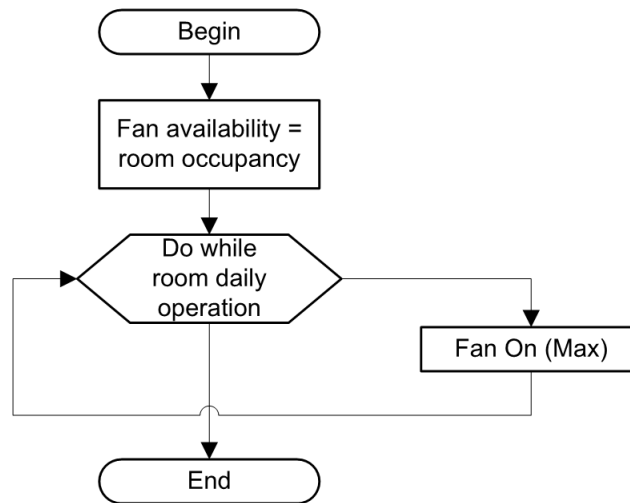 Begin
Fan availability =
room occupancy
Do while
room daily
operation
Fan On (Max)
End